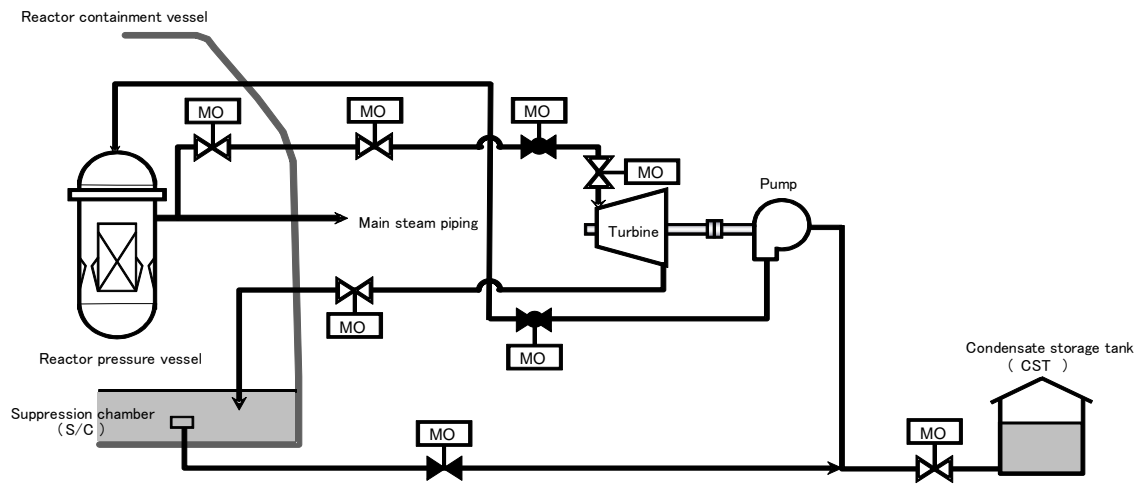 Reactor containment vessel
MO
MO
MO
MO
Pump
Main steam piping
Turbine
MO
MO
Reactor pressure vessel
Condensate storage tank
( CST )
Suppression chamber
(S/C)
MO
MO